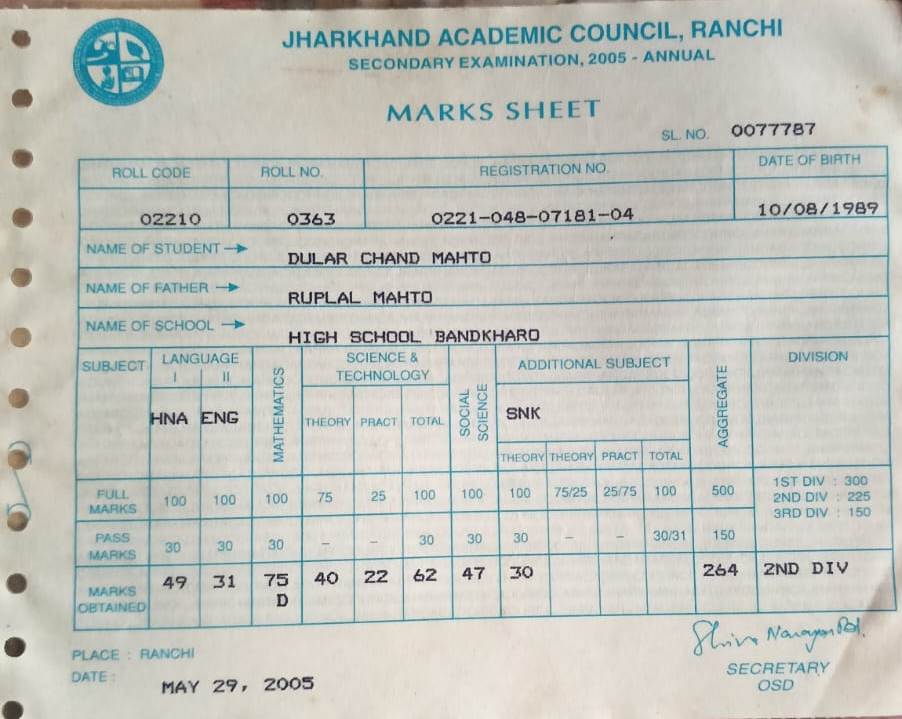 JHARKHAND ACADEMIC COUNCIL, RANCHI
SECONDARY EXAMINATION, 2005 - ANNUAL
MARKS SHEET
SL. NO. 0077787
ROLL CODE ROLL NO. REGISTRATION NO. DATE OF BIRTH
02210 0363 0221-048-07181-04 10/08/1989
NAME OF STUDENT → DULAR CHAND MAHTO
NAME OF FATHER → RUPLAL MAHTO
NAME OF SCHOOL → HIGH SCHOOL BANDKHARO
SUBJECT LANGUAGE I II MATHEMATICS SCIENCE & TECHNOLOGY SOCIAL SCIENCE ADDITIONAL SUBJECT AGGREGATE DIVISION
HNA ENG THEORY PRACT TOTAL SNK
THEORY THEORY PRACT TOTAL
FULL MARKS 100 100 100 75 25 100 100 100 75/25 25/75 100 500 1ST DIV : 300
2ND DIV : 225
3RD DIV : 150
PASS MARKS 30 30 30 – – 30 30 30 – – 30/31 150
MARKS OBTAINED 49 31 75 D 40 22 62 47 30 264 2ND DIV
PLACE : RANCHI
DATE : MAY 29, 2005
SECRETARY
OSD